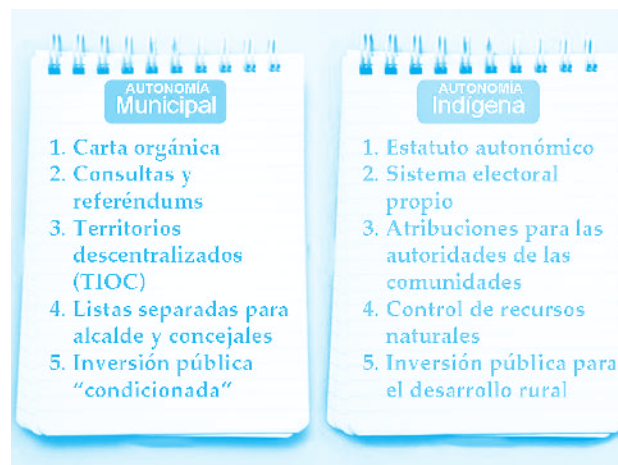 AUTONOMÍA
Municipal
1. Carta orgánica
2. Consultas y
referéndums
3. Territorios
descentralizados
(TIOC)
4. Listas separadas para
alcalde y concejales
5. Inversión pública
“condicionada“
AUTONOMÍA
Indígena
1. Estatuto autonómico
2. Sistema electoral
propio
3. Atribuciones para las
autoridades de las
comunidades
4. Control de recursos
naturales
5. Inversión pública para
el desarrollo rural